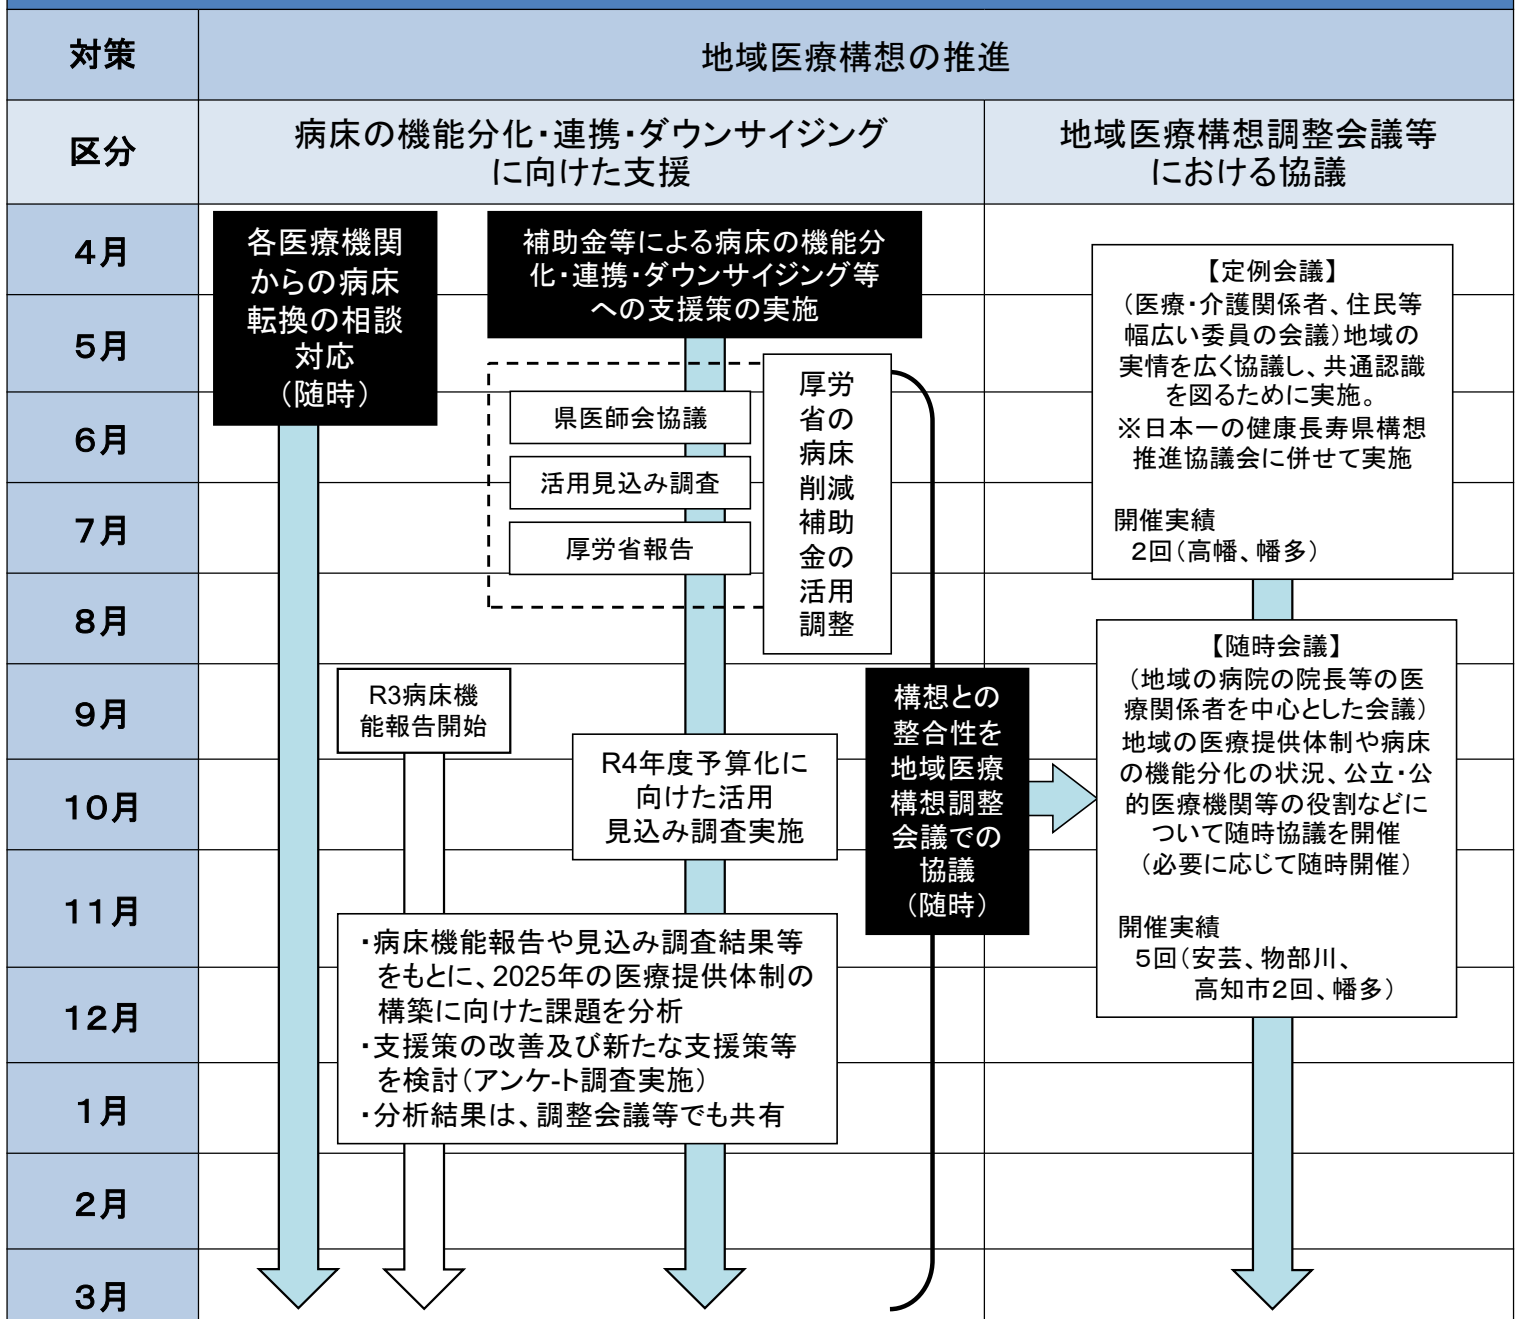 対策
地域医療構想の推進
区分
病床の機能分化・連携・ダウンサイジング
に向けた支援
地域医療構想調整会議等
における協議
4月
5月
6月
7月
8月
9月
10月
11月
12月
1月
2月
3月
各医療機関
からの病床
転換の相談
対応
（随時）
補助金等による病床の機能分
化・連携・ダウンサイジング等
への支援策の実施
県医師会協議
活用見込み調査
厚労省報告
厚労
省の
病床
削減
補助
金の
活用
調整
R3病床機
能報告開始
R4年度予算化に
向けた活用
見込み調査実施
・病床機能報告や見込み調査結果等
をもとに、2025年の医療提供体制の
構築に向けた課題を分析
・支援策の改善及び新たな支援策等
を検討（アンケ-ト調査実施）
・分析結果は、調整会議等でも共有
構想との
整合性を
地域医療
構想調整
会議での
協議
（随時）
【定例会議】
（医療・介護関係者、住民等
幅広い委員の会議）地域の
実情を広く協議し、共通認識
を図るために実施。
※日本一の健康長寿県構想
推進協議会に併せて実施
開催実績
2回（高幡、幡多）
【随時会議】
（地域の病院の院長等の医
療関係者を中心とした会議）
地域の医療提供体制や病床
の機能分化の状況、公立・公
的医療機関等の役割などに
ついて随時協議を開催
（必要に応じて随時開催）
開催実績
5回（安芸、物部川、
高知市2回、幡多）